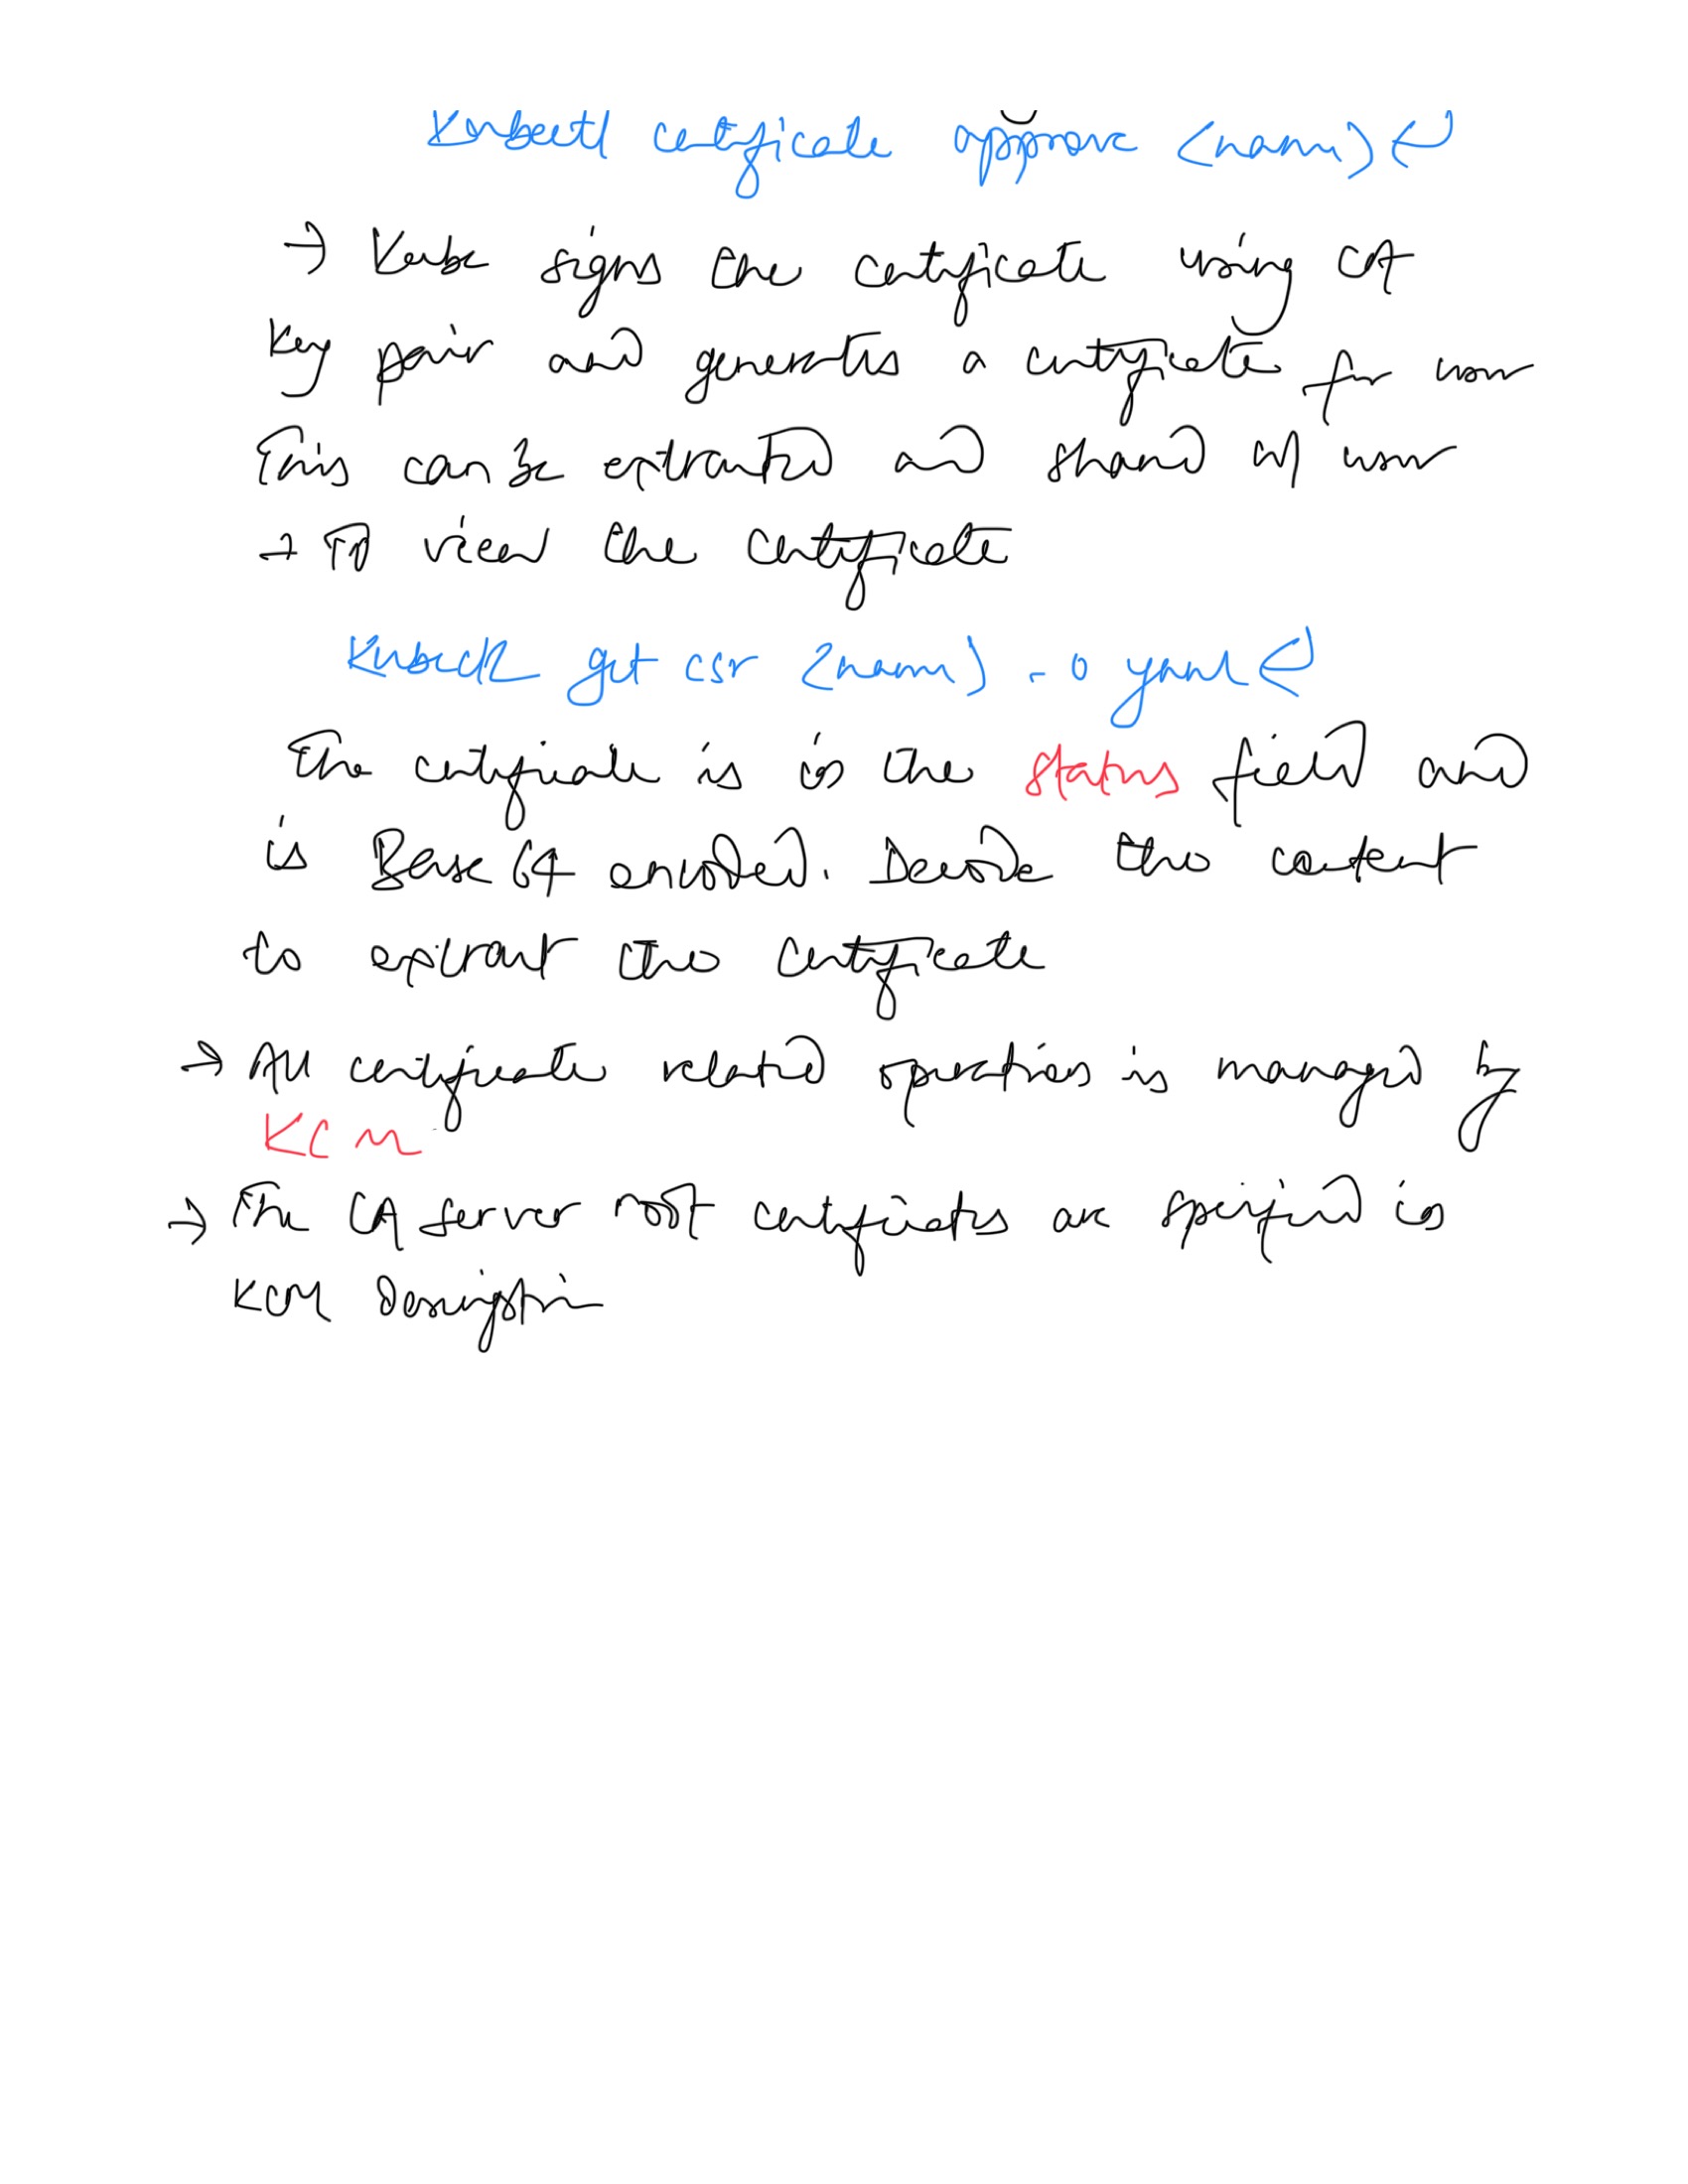 Kubectl certificate approve <name> ↵
→ Kube signs the certificate using CA
key pair and generates a certificate for user
This can be extracted and shared w/ user
→ To view the certificate
Kubectl get csr <name> -o yaml ↵
The certificate is in the status field and
is Base 64 encoded. Decode the content
to extract the certificate
→ All certificate related operations is managed by
KCM
→ The CA server root certificates are specified in
KCM